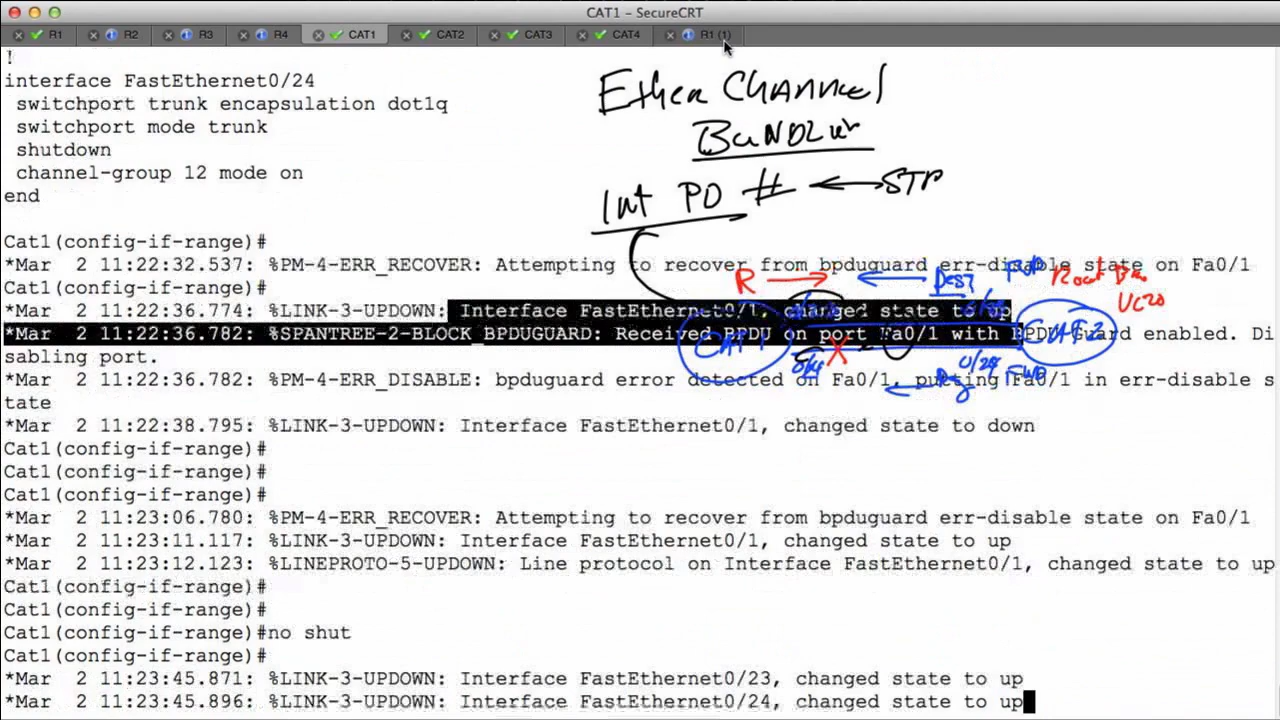 CAT1 - SecureCRT
R1 R2 R3 R4 CAT1 CAT2 CAT3 CAT4 R1 (1)
!
interface FastEthernet0/24
switchport trunk encapsulation dot1q
switchport mode trunk
shutdown
channel-group 12 mode on
end
Ether CHANNEL
BUNDLE
Int PO # ← STP
Cat1(config-if-range)#
*Mar  2 11:22:32.537: %PM-4-ERR_RECOVER: Attempting to recover from bpduguard err-disable state on Fa0/1
Cat1(config-if-range)#
*Mar  2 11:22:36.774: %LINK-3-UPDOWN: Interface FastEthernet0/1, changed state to up
*Mar  2 11:22:36.782: %SPANTREE-2-BLOCK_BPDUGUARD: Received BPDU on port Fa0/1 with BPDU Guard enabled. Di
sabling port.
*Mar  2 11:22:36.782: %PM-4-ERR_DISABLE: bpduguard error detected on Fa0/1, putting Fa0/1 in err-disable s
tate
*Mar  2 11:22:38.795: %LINK-3-UPDOWN: Interface FastEthernet0/1, changed state to down
R → ← DEST FWD Root
CAT1 CAT2
0/24 FWD
Cat1(config-if-range)#
Cat1(config-if-range)#
Cat1(config-if-range)#
*Mar  2 11:23:06.780: %PM-4-ERR_RECOVER: Attempting to recover from bpduguard err-disable state on Fa0/1
*Mar  2 11:23:11.117: %LINK-3-UPDOWN: Interface FastEthernet0/1, changed state to up
*Mar  2 11:23:12.123: %LINEPROTO-5-UPDOWN: Line protocol on Interface FastEthernet0/1, changed state to up
Cat1(config-if-range)#
Cat1(config-if-range)#
Cat1(config-if-range)#no shut
Cat1(config-if-range)#
*Mar  2 11:23:45.871: %LINK-3-UPDOWN: Interface FastEthernet0/23, changed state to up
*Mar  2 11:23:45.896: %LINK-3-UPDOWN: Interface FastEthernet0/24, changed state to up